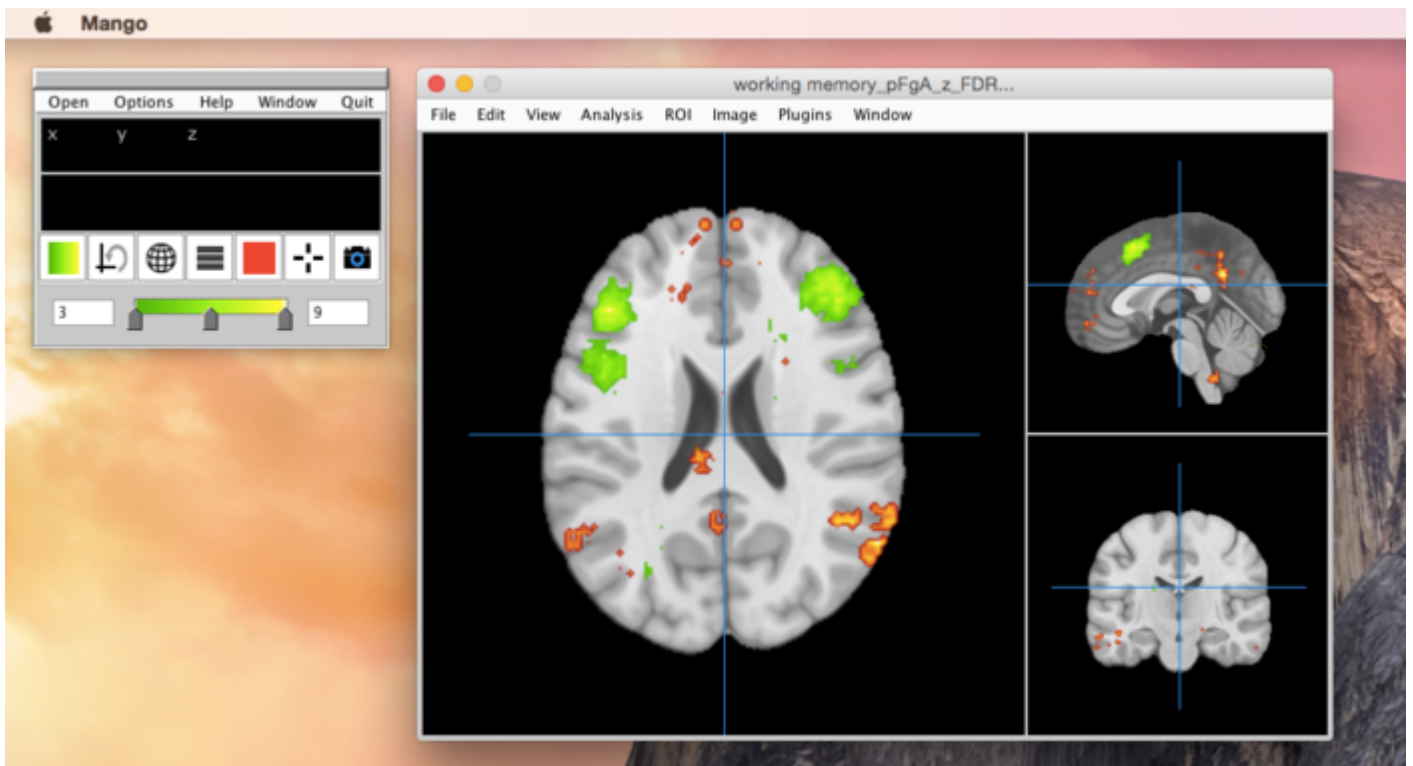 Mango
Open Options Help Window Quit
x y z
3 9
working memory_pFgA_z_FDR...
File Edit View Analysis ROI Image Plugins Window